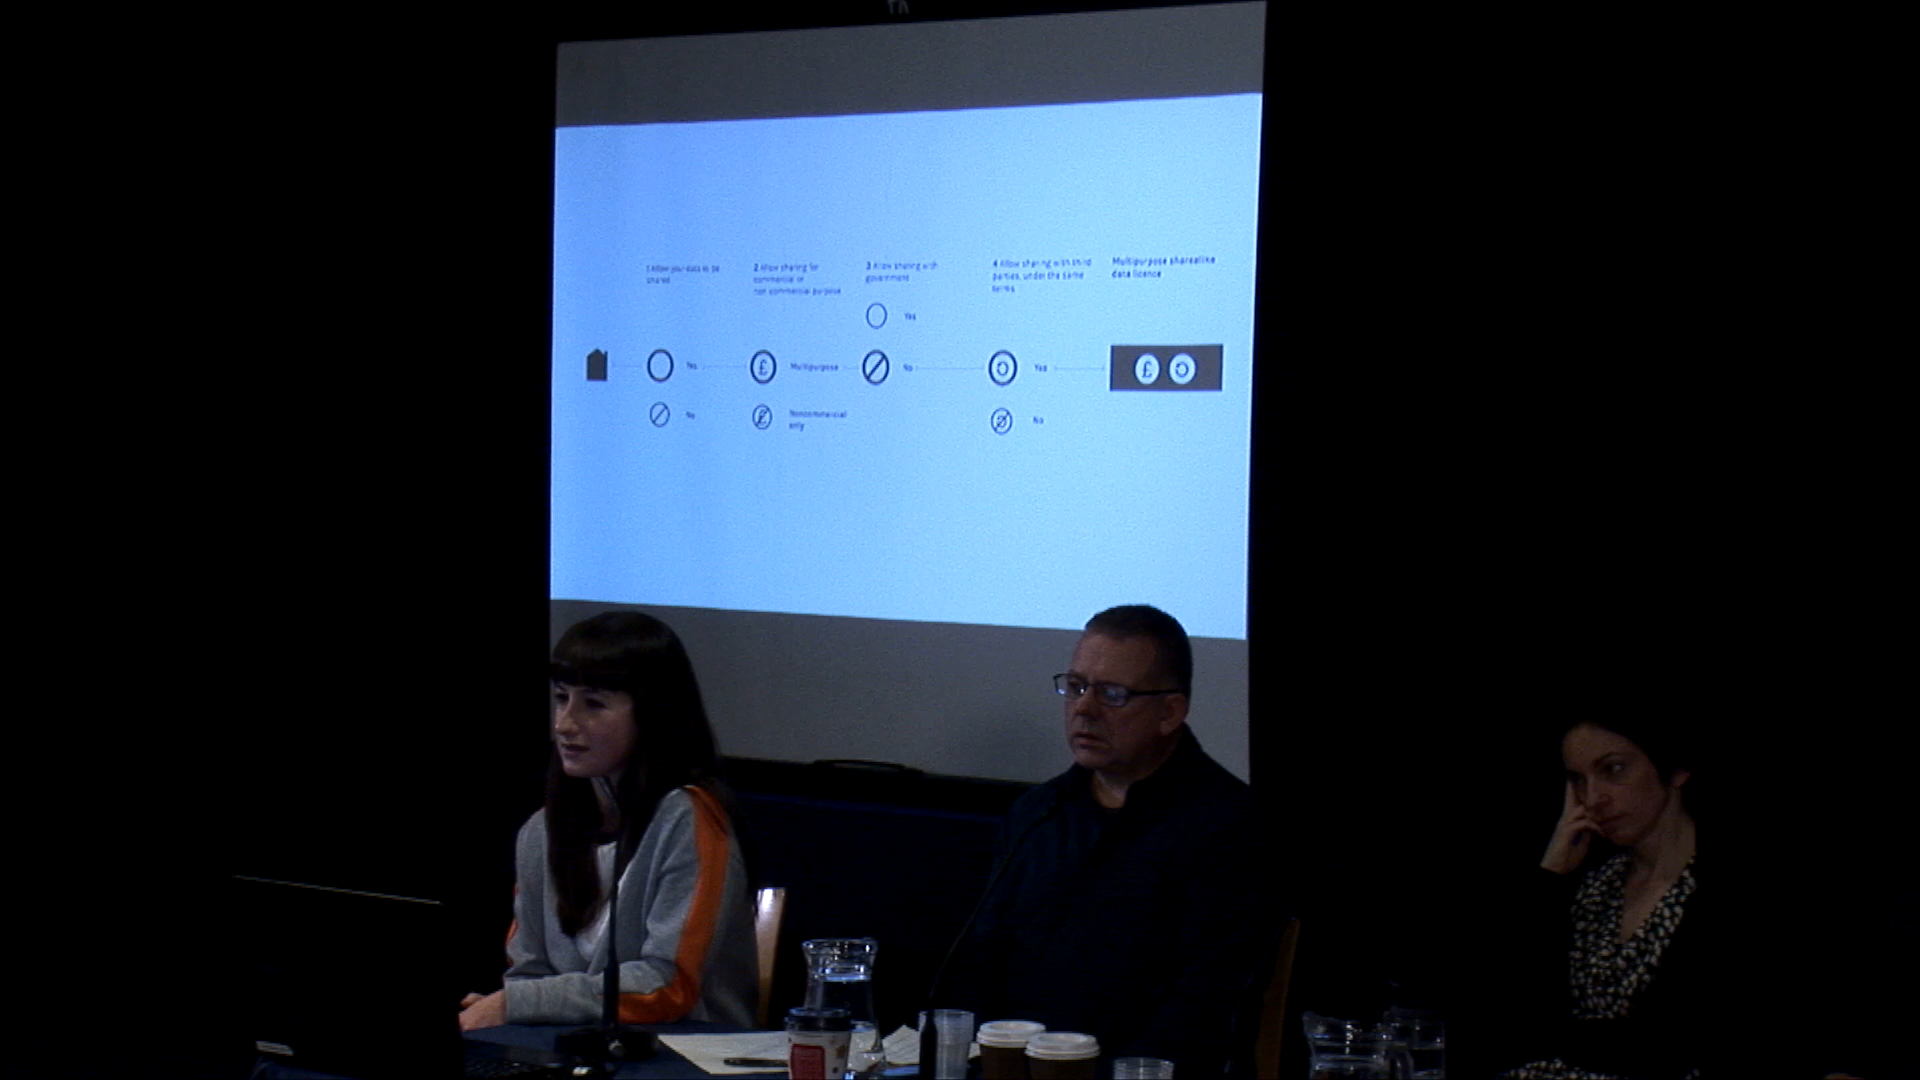 1 Allow your data to be
shared
2 Allow sharing for
commercial or
non commercial purpose
3 Allow sharing with
government
4 Allow sharing with third
parties, under the same
terms
Multipurpose sharealike
data licence
Yes
Yes
£
Multipurpose
No
Yes
£
No
£
Noncommercial
only
No